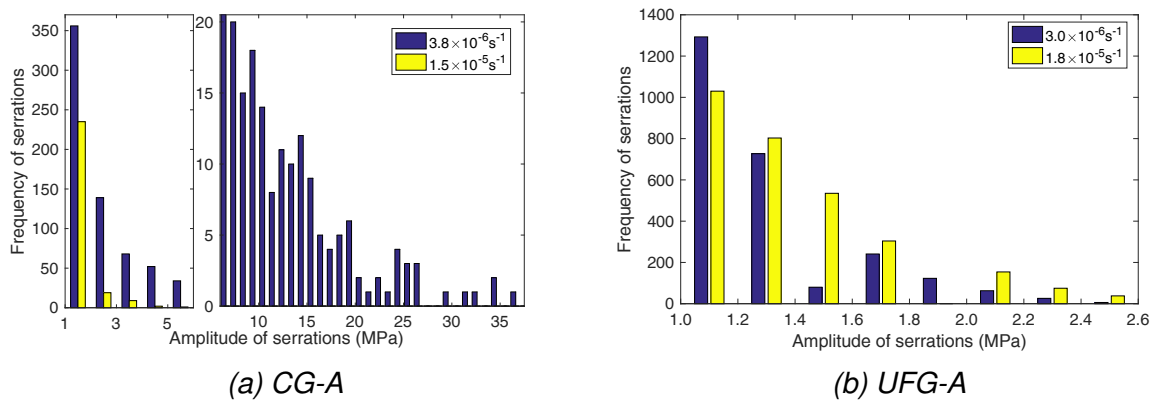 350
300
250
200
150
100
50
0
Frequency of serrations
1 3 5
20
15
10
5
0
10 15 20 25 30 35
Amplitude of serrations (MPa)
3.8×10⁻⁶s⁻¹
1.5×10⁻⁵s⁻¹
(a) CG-A
1400
1200
1000
800
600
400
200
0
Frequency of serrations
1.0 1.2 1.4 1.6 1.8 2.0 2.2 2.4 2.6
Amplitude of serrations (MPa)
3.0×10⁻⁶s⁻¹
1.8×10⁻⁵s⁻¹
(b) UFG-A